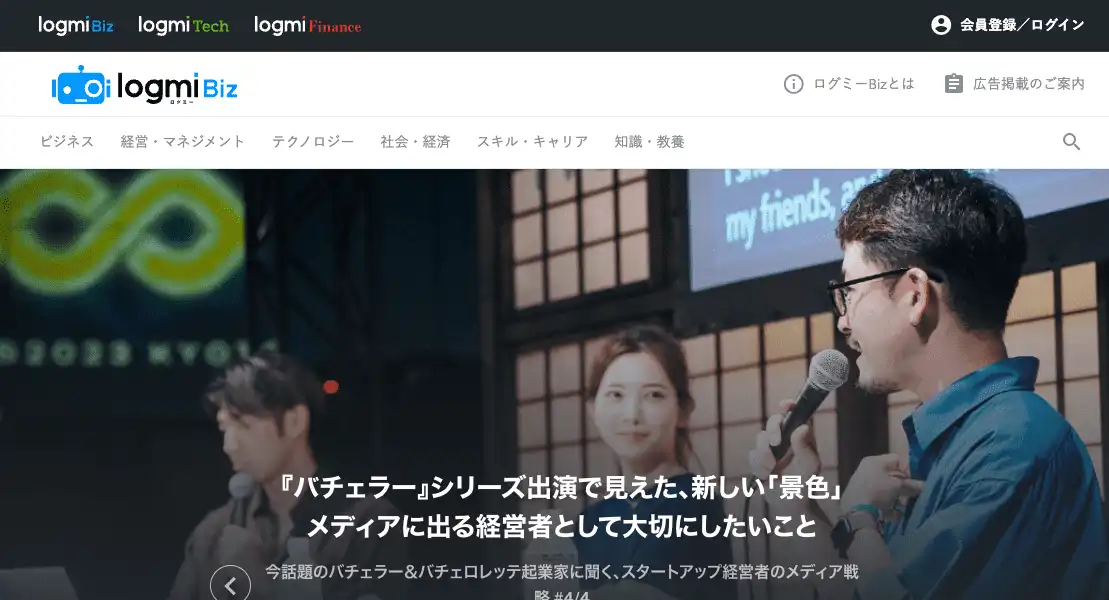 logmi Biz logmi Tech logmi Finance 会員登録／ログイン
logmi Biz
ログミー
ログミーBizとは 広告掲載のご案内
ビジネス 経営・マネジメント テクノロジー 社会・経済 スキル・キャリア 知識・教養
my friends, and
『バチェラー』シリーズ出演で見えた、新しい「景色」
メディアに出る経営者として大切にしたいこと
今話題のバチェラー＆バチェロレッテ起業家に聞く、スタートアップ経営者のメディア戦
略 #4/4